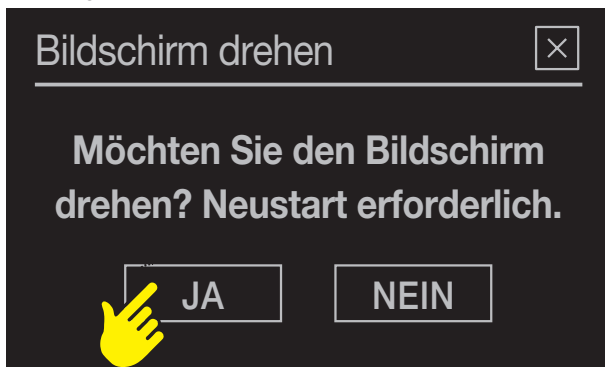 Bildschirm drehen
Möchten Sie den Bildschirm
drehen? Neustart erforderlich.
JA NEIN